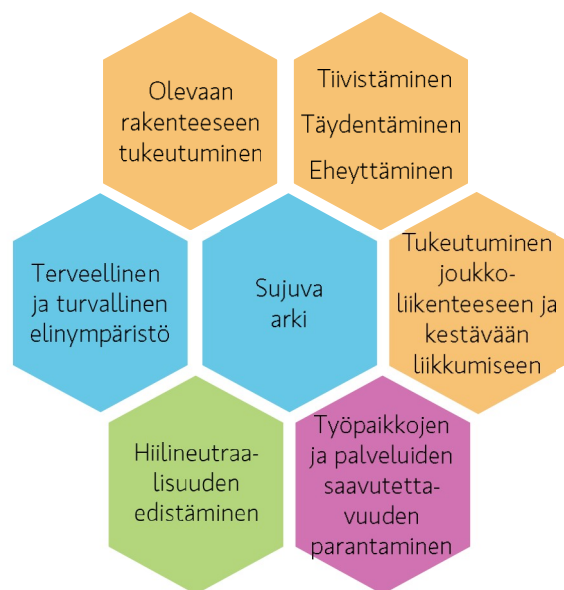 Olevaan
rakenteeseen
tukeutuminen
Tiivistäminen
Täydentäminen
Eheyttäminen
Terveellinen
ja turvallinen
elinympäristö
Sujuva
arki
Tukeutuminen
joukko-
liikenteeseen ja
kestävään
liikkumiseen
Hiilineutraa-
lisuuden
edistäminen
Työpaikkojen
ja palveluiden
saavutetta-
vuuden
parantaminen